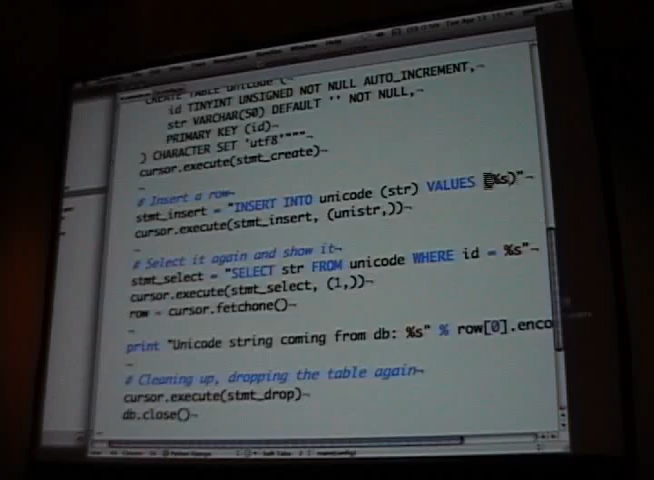 CREATE TABLE unicode (
id TINYINT UNSIGNED NOT NULL AUTO_INCREMENT,¬
str VARCHAR(50) DEFAULT '' NOT NULL,¬
PRIMARY KEY (id)¬
) CHARACTER SET 'utf8'"""¬
cursor.execute(stmt_create)¬
¬
# Insert a row¬
stmt_insert = "INSERT INTO unicode (str) VALUES (%s)"¬
cursor.execute(stmt_insert, (unistr,))¬
¬
# Select it again and show it¬
stmt_select = "SELECT str FROM unicode WHERE id = %s"¬
cursor.execute(stmt_select, (1,))¬
row = cursor.fetchone()¬
¬
print "Unicode string coming from db: %s" % row[0].enco
¬
# Cleaning up, dropping the table again¬
cursor.execute(stmt_drop)¬
db.close()¬